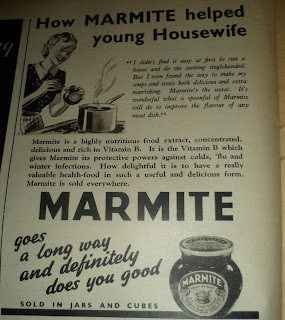 How MARMITE helped
young Housewife
"I didn't find it easy at first to run a
house and do the cooking singlehanded.
But I soon found the way to make my
soups and stews both delicious and extra
nourishing. Marmite's the secret. It's
wonderful what a spoonful of Marmite
will do to improve the flavour of any
meat dish."
Marmite is a highly nutritious food extract, concentrated,
delicious and rich in Vitamin B. It is the Vitamin B which
gives Marmite its protective powers against colds, 'flu and
winter infections. How delightful it is to have a really
valuable health-food in such a useful and delicious form.
Marmite is sold everywhere.
MARMITE
goes
a long way
and definitely
does you good
MARMITE
SOLD IN JARS AND CUBES